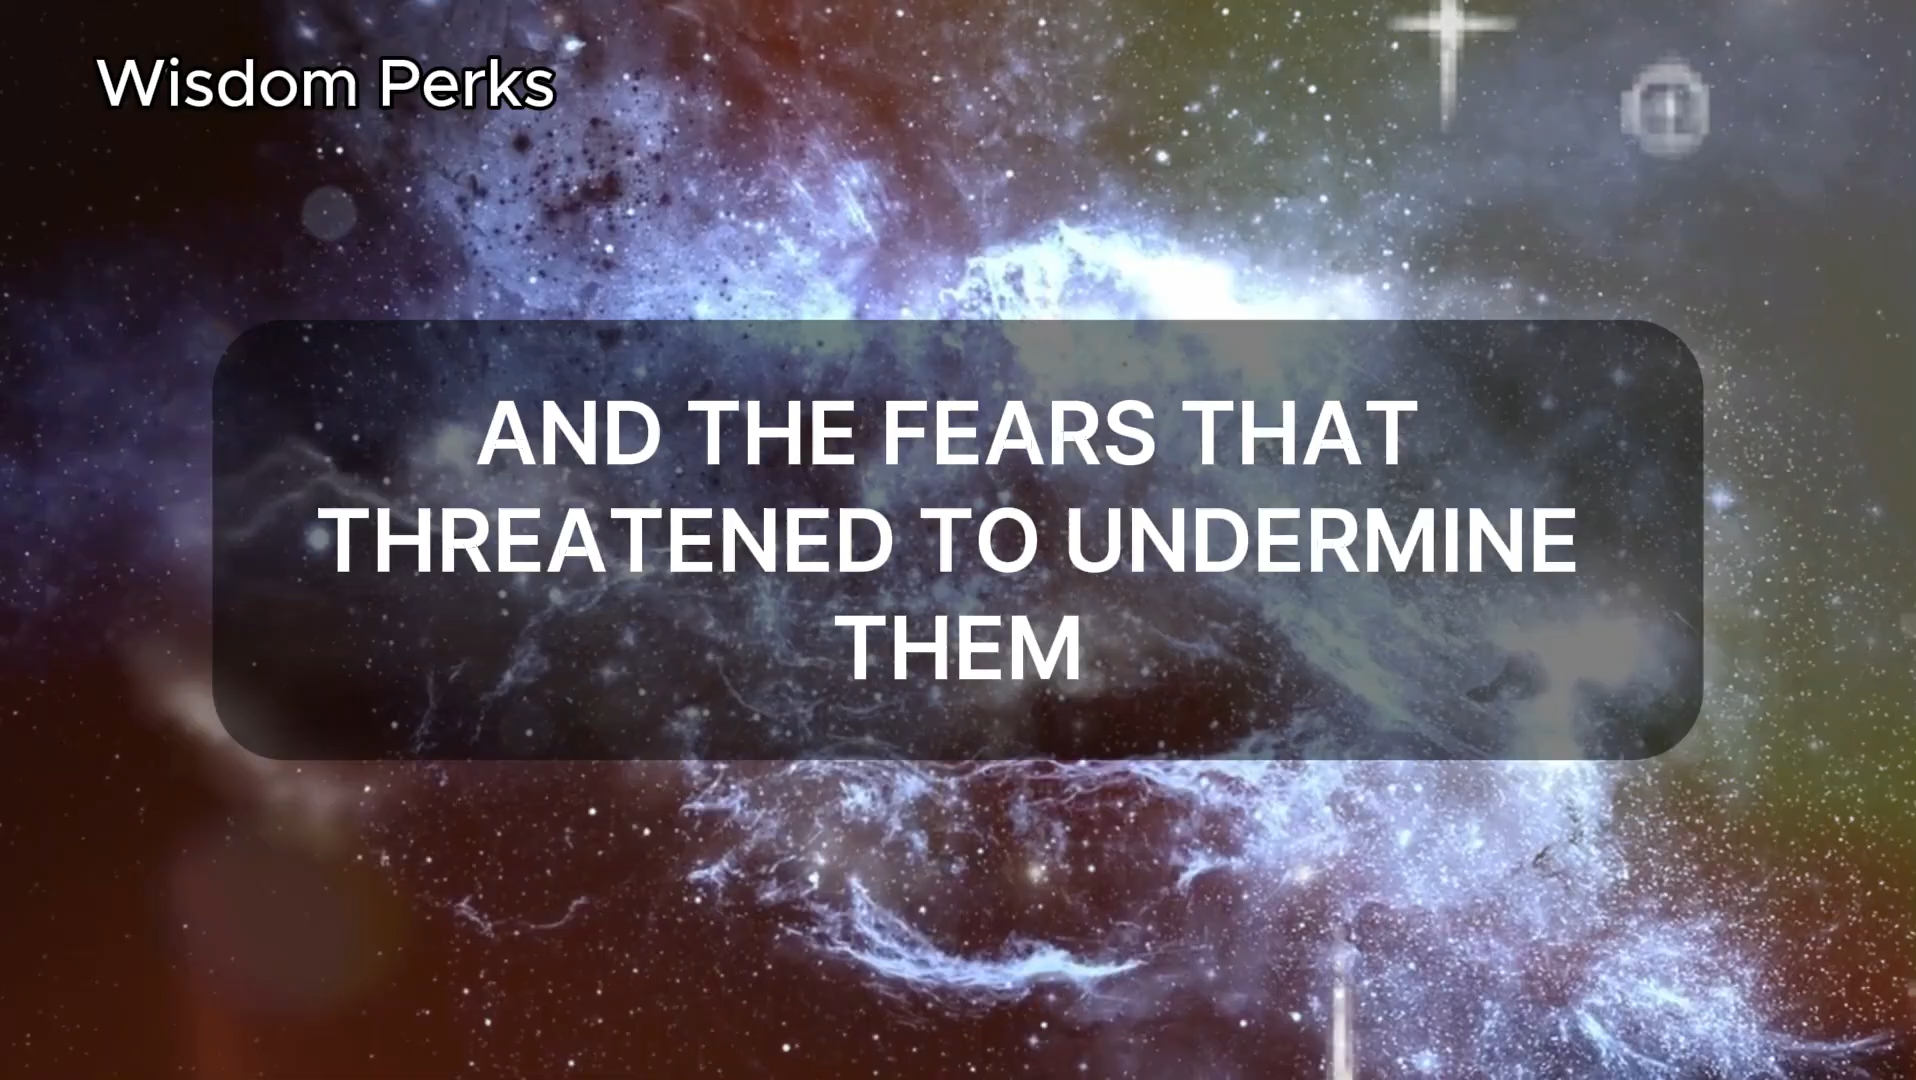 Wisdom Perks
AND THE FEARS THAT
THREATENED TO UNDERMINE
THEM